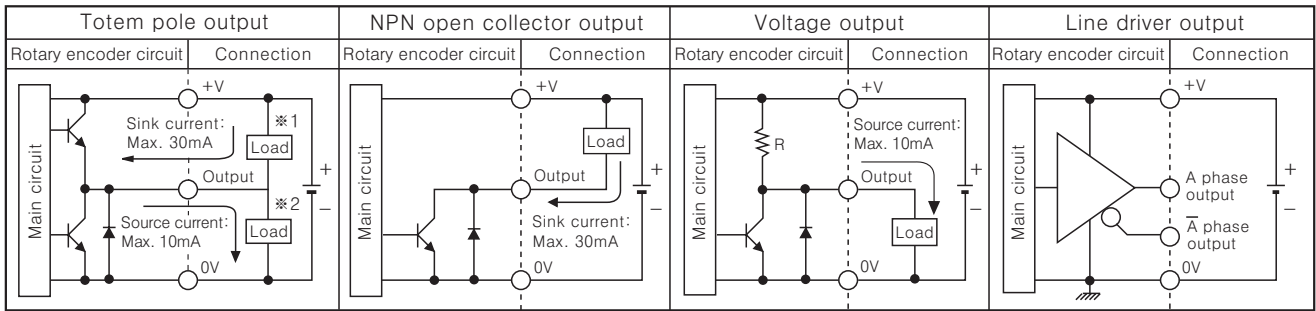 Totem pole output
Rotary encoder circuit Connection
Main circuit
+V
Sink current:
Max. 30mA
※1
Load
Output
Source current:
Max. 10mA
※2
Load
0V
+
−
NPN open collector output
Rotary encoder circuit Connection
Main circuit
+V
Load
Output
Sink current:
Max. 30mA
0V
+
−
Voltage output
Rotary encoder circuit Connection
Main circuit
+V
R
Source current:
Max. 10mA
Output
Load
0V
+
−
Line driver output
Rotary encoder circuit Connection
Main circuit
+V
A phase
output
A̅ phase
output
0V
+
−